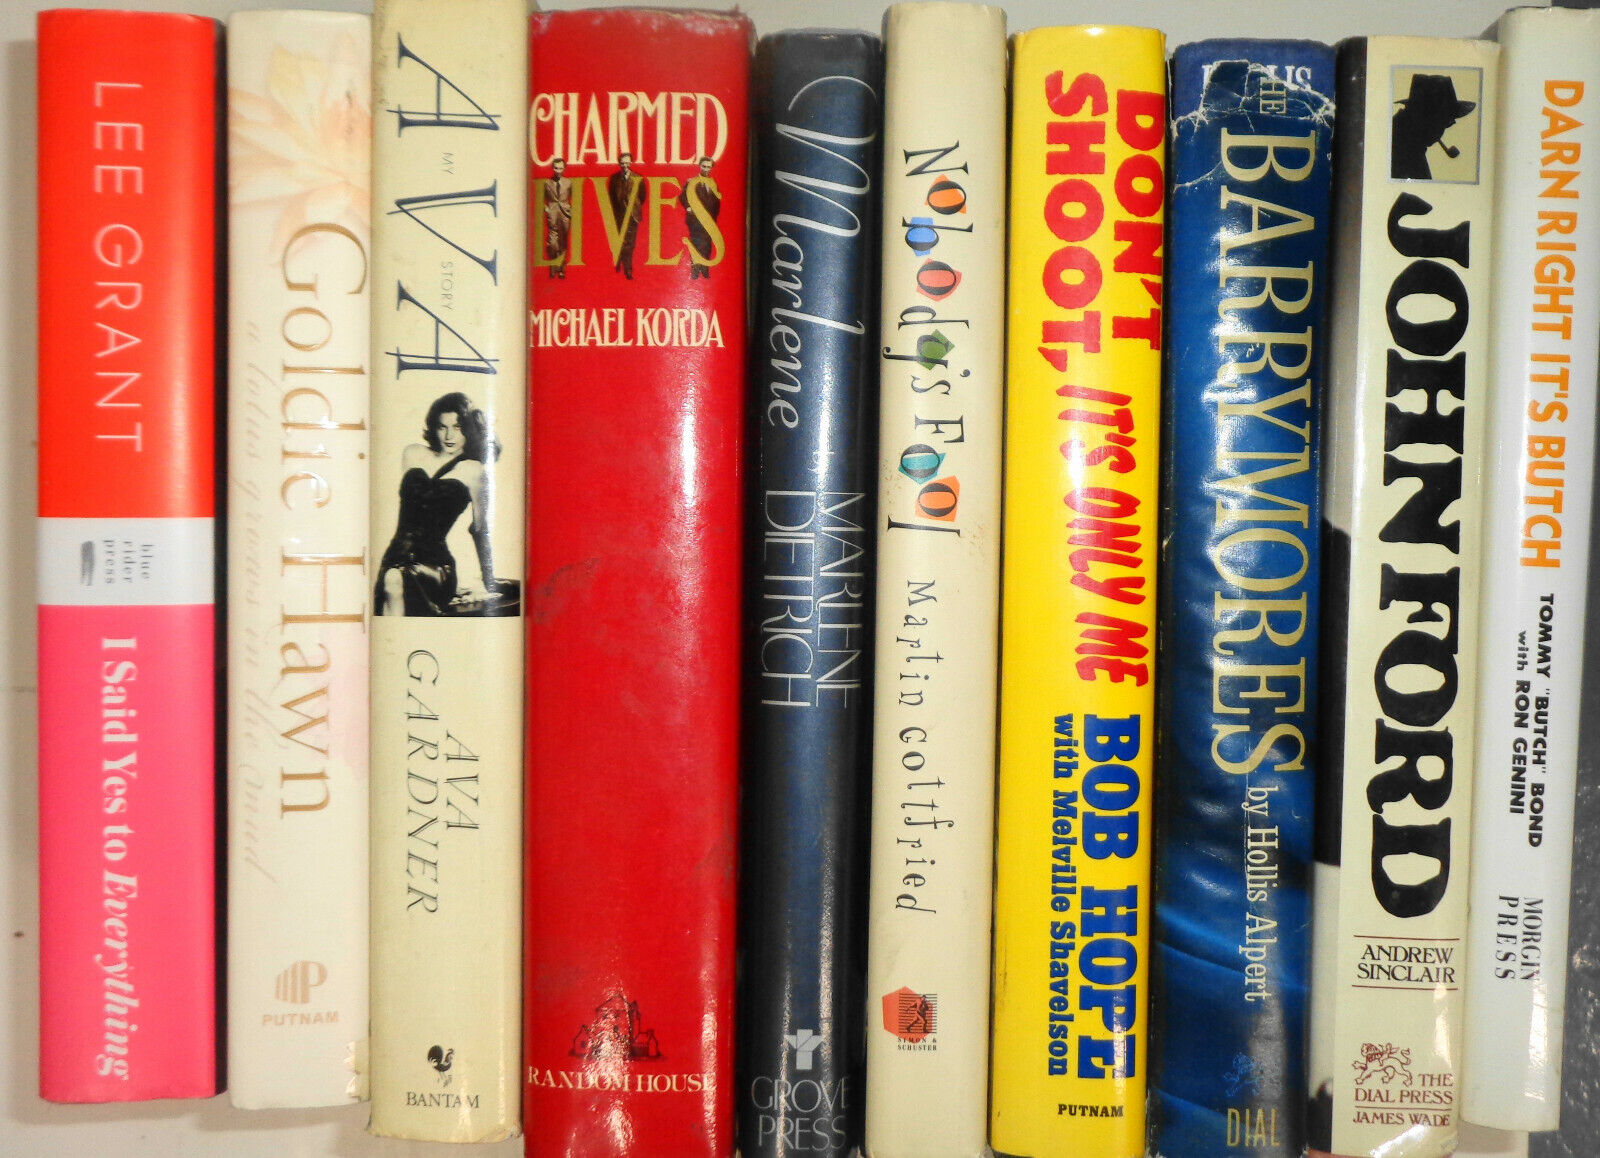 LEE GRANT
blue
rider
press
I Said Yes to Everything
Goldie Hawn
a lotus grows in the mud
PUTNAM
AVA
MY STORY
AVA
GARDNER
BANTAM
CHARMED
LIVES
MICHAEL KORDA
RANDOM HOUSE
Marlene
by MARLENE
DIETRICH
GROVE
PRESS
Nobody's Fool
Martin Gottfried
SIMON &
SCHUSTER
DON'T
SHOOT, IT'S ONLY ME
BOB HOPE
with Melville Shavelson
PUTNAM
THE
BARRYMORES
by Hollis Alpert
DIAL
JOHN FORD
ANDREW
SINCLAIR
THE
DIAL PRESS
JAMES WADE
DARN RIGHT IT'S BUTCH
TOMMY "BUTCH" BOND
with RON GENINI
MORGIN
PRESS